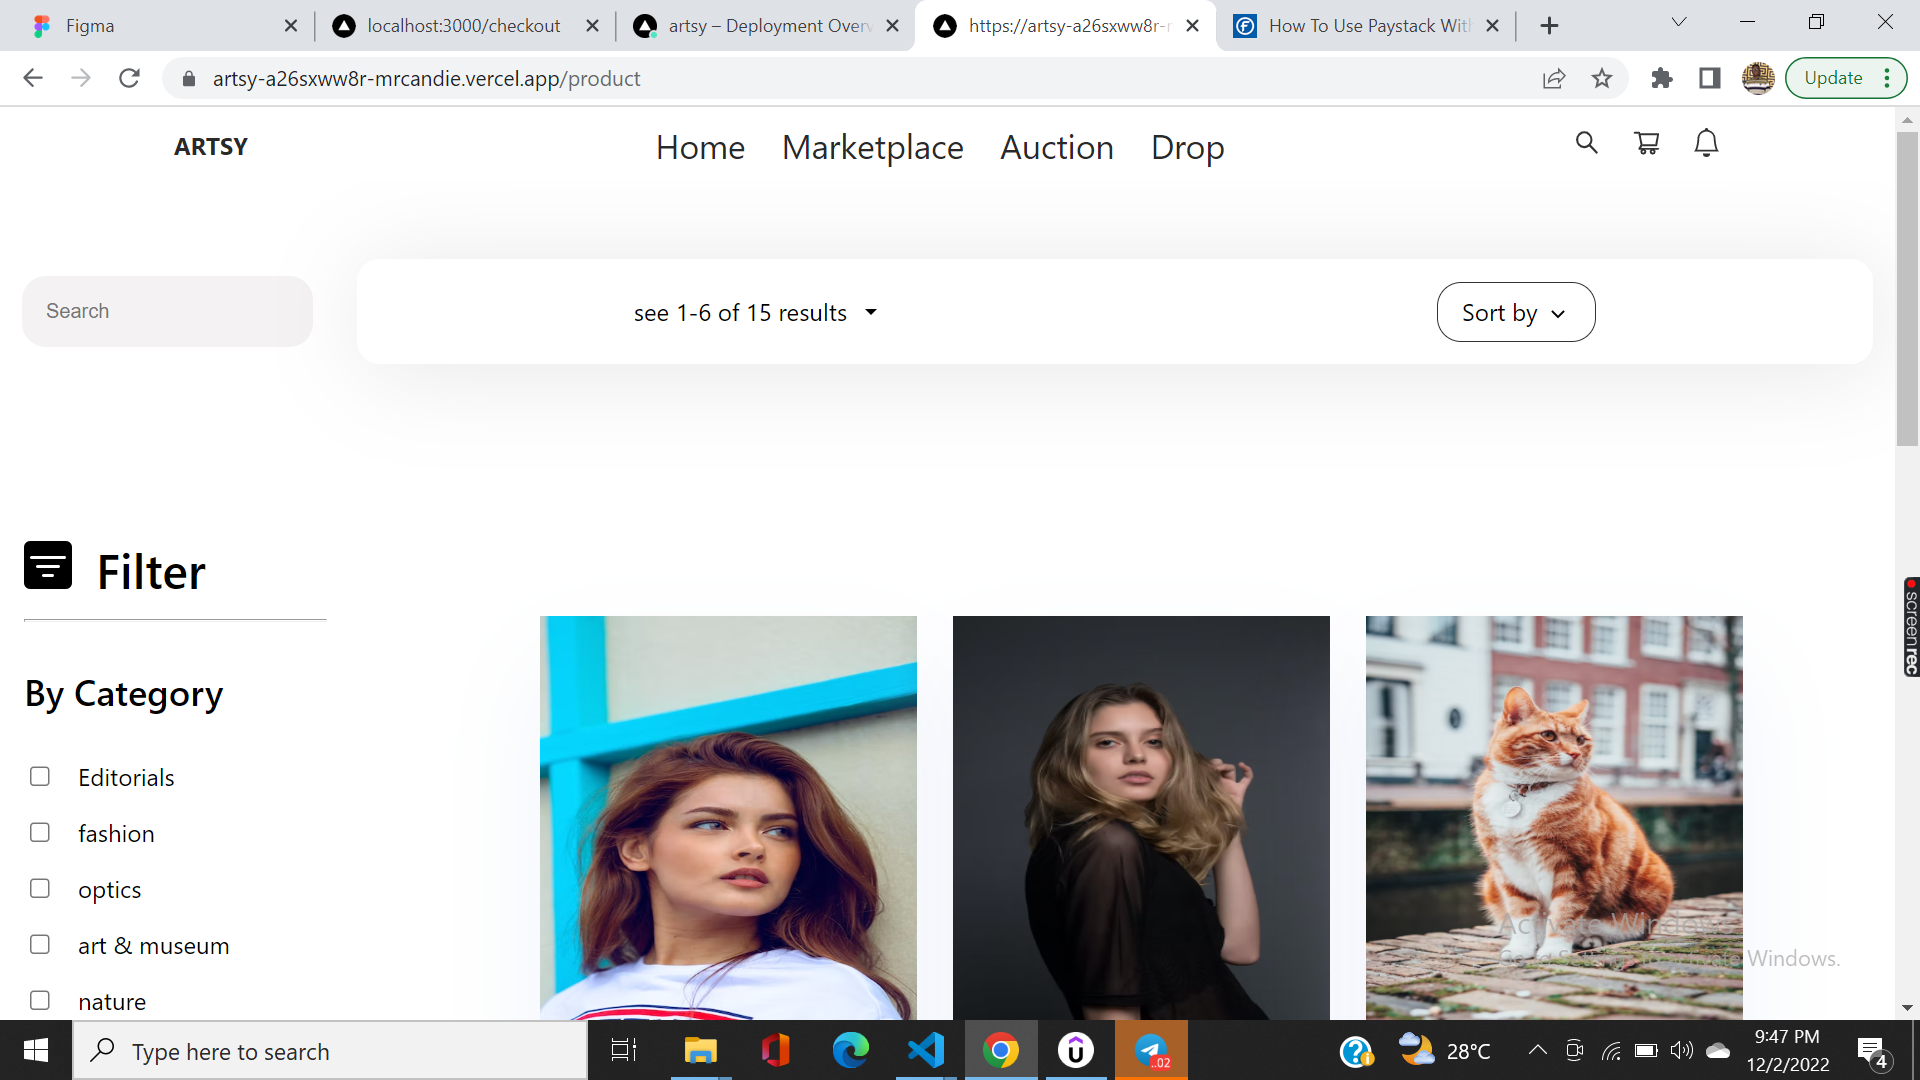 Figma
localhost:3000/checkout
artsy – Deployment Overv
https://artsy-a26sxww8r-r
How To Use Paystack With
artsy-a26sxww8r-mrcandie.vercel.app/product
Update
ARTSY
Home Marketplace Auction Drop
Search
see 1-6 of 15 results
Sort by
Filter
By Category
Editorials
fashion
optics
art & museum
nature
screenrec
Activate Windows
Go to Settings to activate Windows.
Type here to search
..02
28°C
9:47 PM
12/2/2022
4